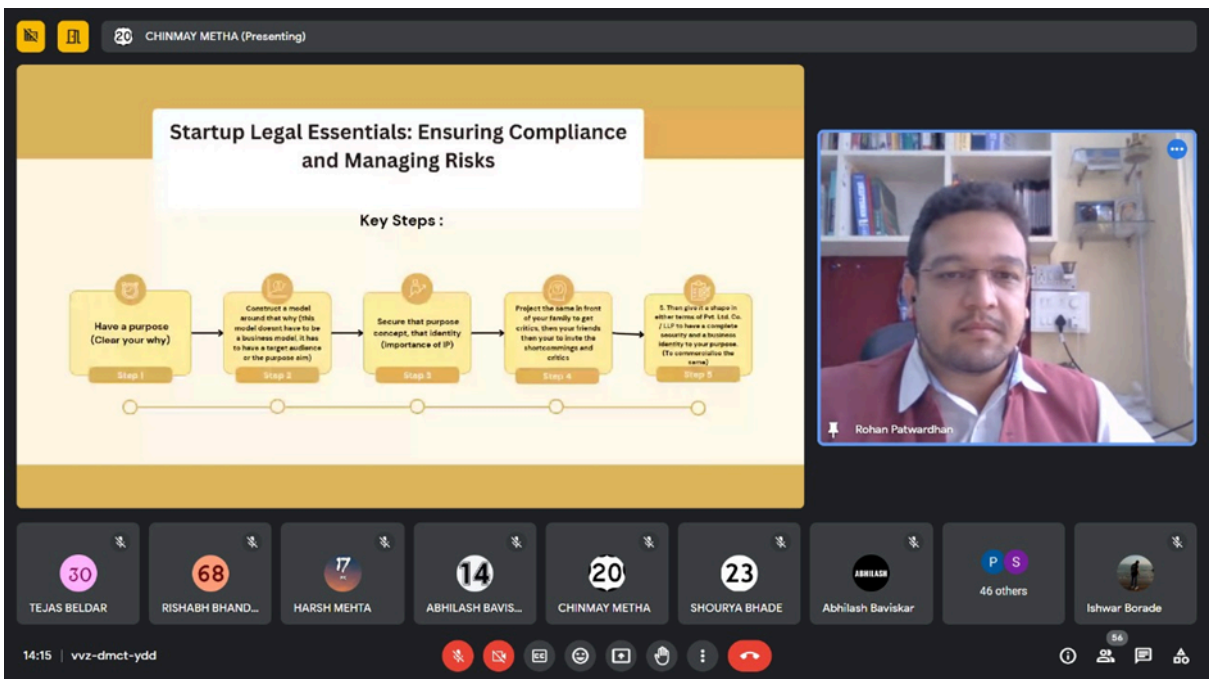 20 CHINMAY METHA (Presenting)
Startup Legal Essentials: Ensuring Compliance
and Managing Risks
Key Steps :
Have a purpose
(Clear your why)
Step 1
Construct a model
around that why (this
model doesnt have to be
a business model, it has
to have a target audience
or the purpose aim)
Step 2
Secure that purpose
concept, that identity
(importance of IP)
Step 3
Project the same in front
of your family to get
critics, then your friends
then your to invite the
shortcommings and
critics
Step 4
5. Than give it a shape in
either terms of Pvt. Ltd. Co.
/ LLP to have a complete
security and a business
identity to your purpose.
(To commercialise the
same)
Step 5
Rohan Patwardhan
30
TEJAS BELDAR
68
RISHABH BHAND...
17
HARSH MEHTA
14
ABHILASH BAVIS...
20
CHINMAY METHA
23
SHOURYA BHADE
ABHILASH
Abhilash Baviskar
P S
46 others
Ishwar Borade
14:15 | vvz-dmct-ydd
CC
56